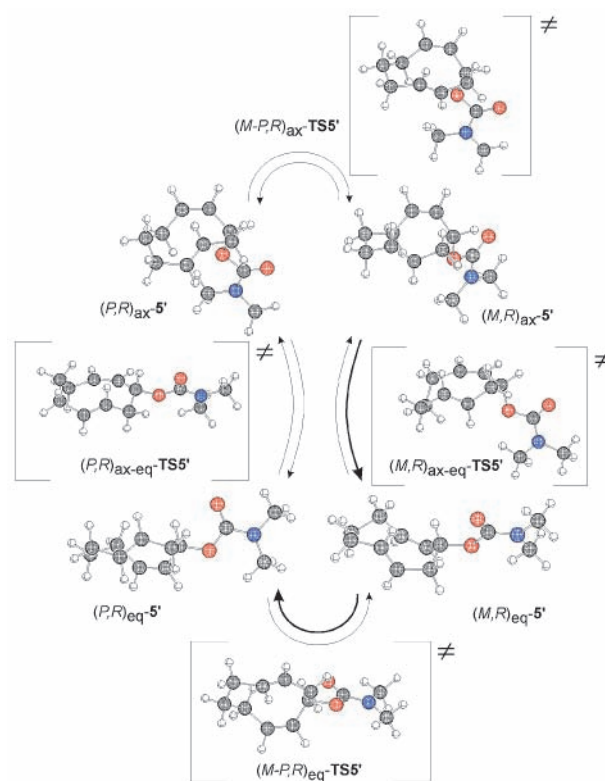 ≠
(M-P,R)ax-TS5'
(P,R)ax-5'
(M,R)ax-5'
≠
≠
(P,R)ax-eq-TS5'
(M,R)ax-eq-TS5'
(P,R)eq-5'
(M,R)eq-5'
≠
(M-P,R)eq-TS5'